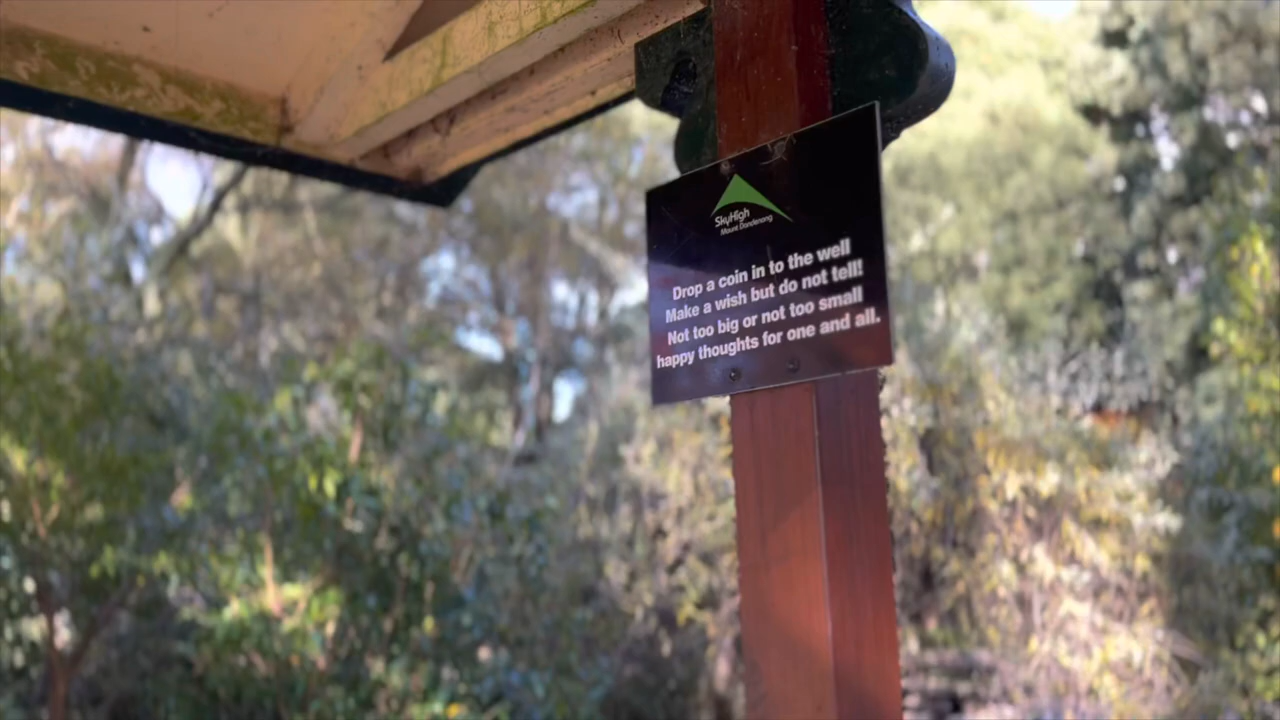 SkyHigh
Mount Dandenong
Drop a coin in to the well
Make a wish but do not tell!
Not too big or not too small
happy thoughts for one and all.